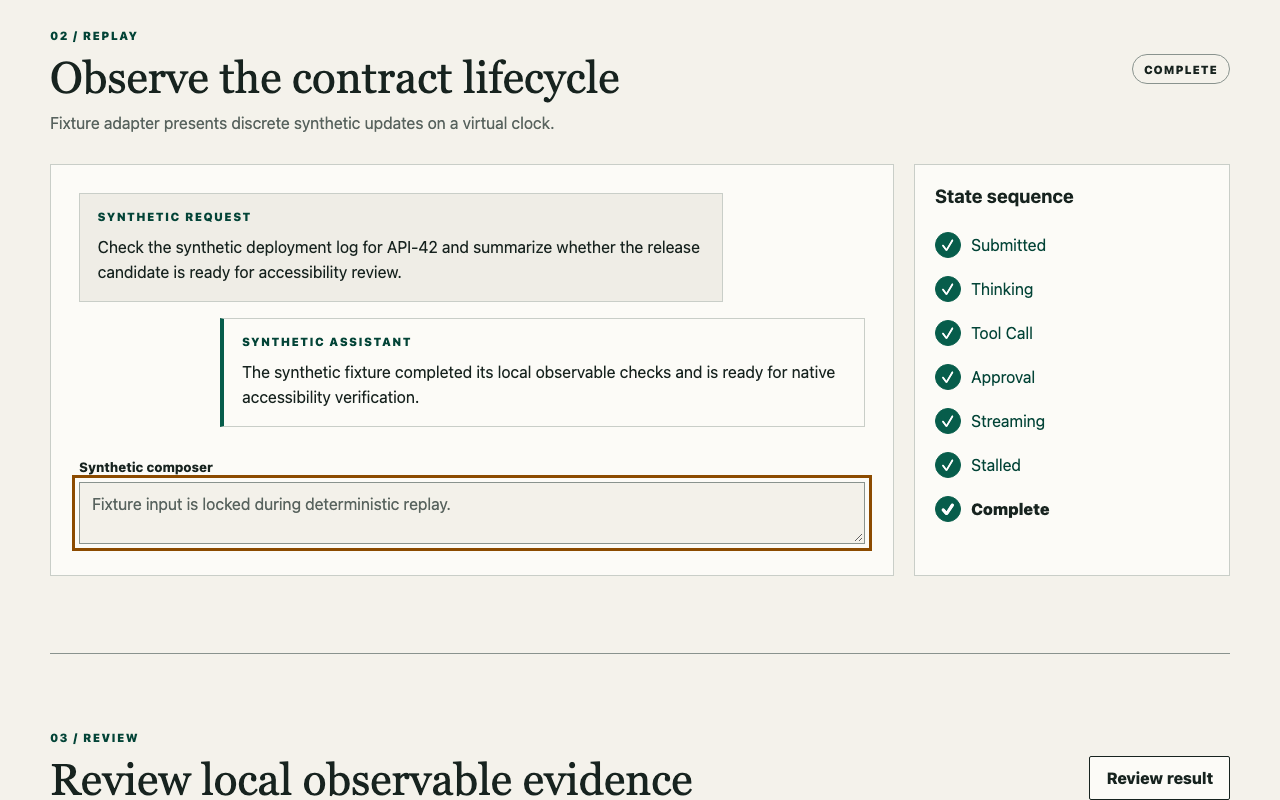 02 / REPLAY
Observe the contract lifecycle
COMPLETE
Fixture adapter presents discrete synthetic updates on a virtual clock.
SYNTHETIC REQUEST
Check the synthetic deployment log for API-42 and summarize whether the release
candidate is ready for accessibility review.
SYNTHETIC ASSISTANT
The synthetic fixture completed its local observable checks and is ready for native
accessibility verification.
Synthetic composer
Fixture input is locked during deterministic replay.
State sequence
Submitted
Thinking
Tool Call
Approval
Streaming
Stalled
Complete
03 / REVIEW
Review local observable evidence
Review result